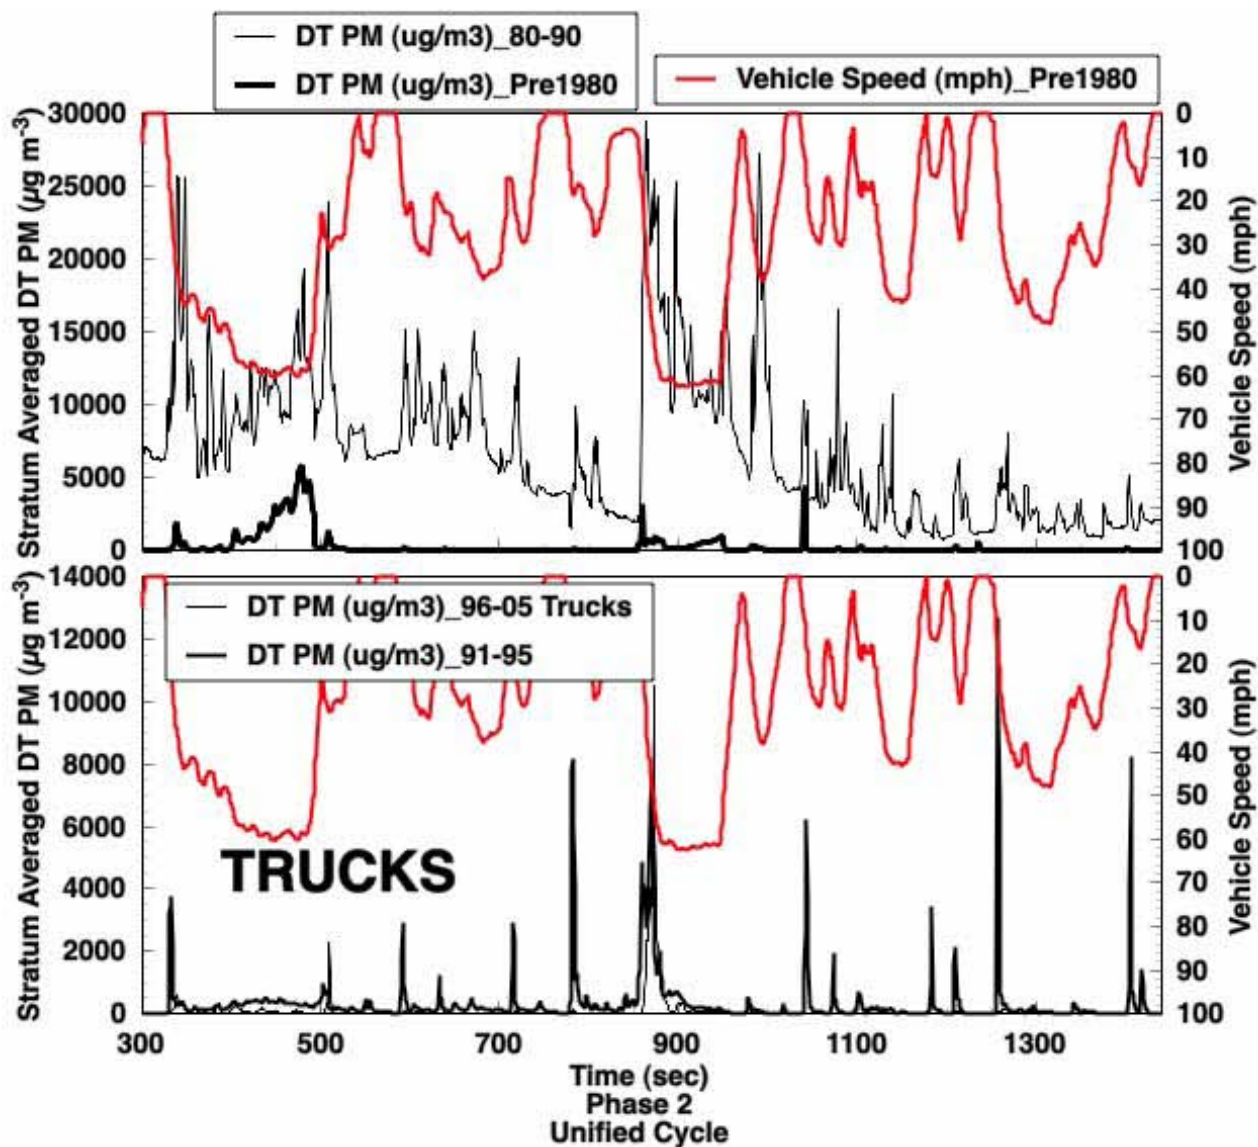 DT PM (ug/m3)_80-90
DT PM (ug/m3)_Pre1980
Vehicle Speed (mph)_Pre1980
Stratum Averaged DT PM (µg m⁻³)
30000
25000
20000
15000
10000
5000
0
0
10
20
30
40
50
60
70
80
90
100
Vehicle Speed (mph)
DT PM (ug/m3)_96-05 Trucks
DT PM (ug/m3)_91-95
Stratum Averaged DT PM (µg m⁻³)
14000
12000
10000
8000
6000
4000
2000
0
TRUCKS
0
10
20
30
40
50
60
70
80
90
100
Vehicle Speed (mph)
300 500 700 900 1100 1300
Time (sec)
Phase 2
Unified Cycle